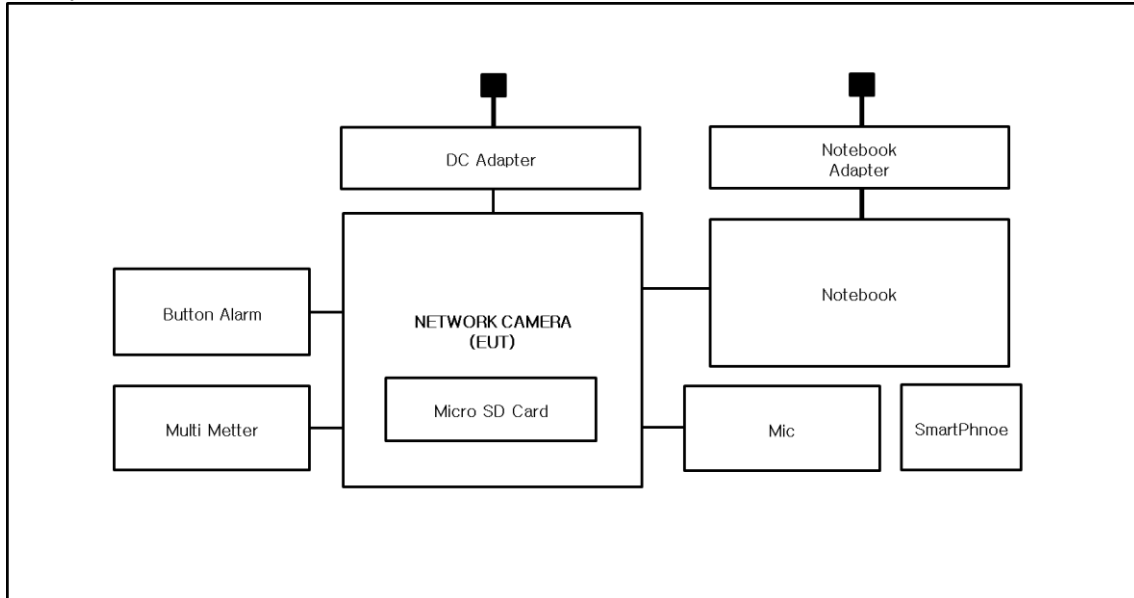 DC Adapter
Notebook
Adapter
Button Alarm
NETWORK CAMERA
(EUT)
Notebook
Multi Metter
Micro SD Card
Mic
SmartPhnoe